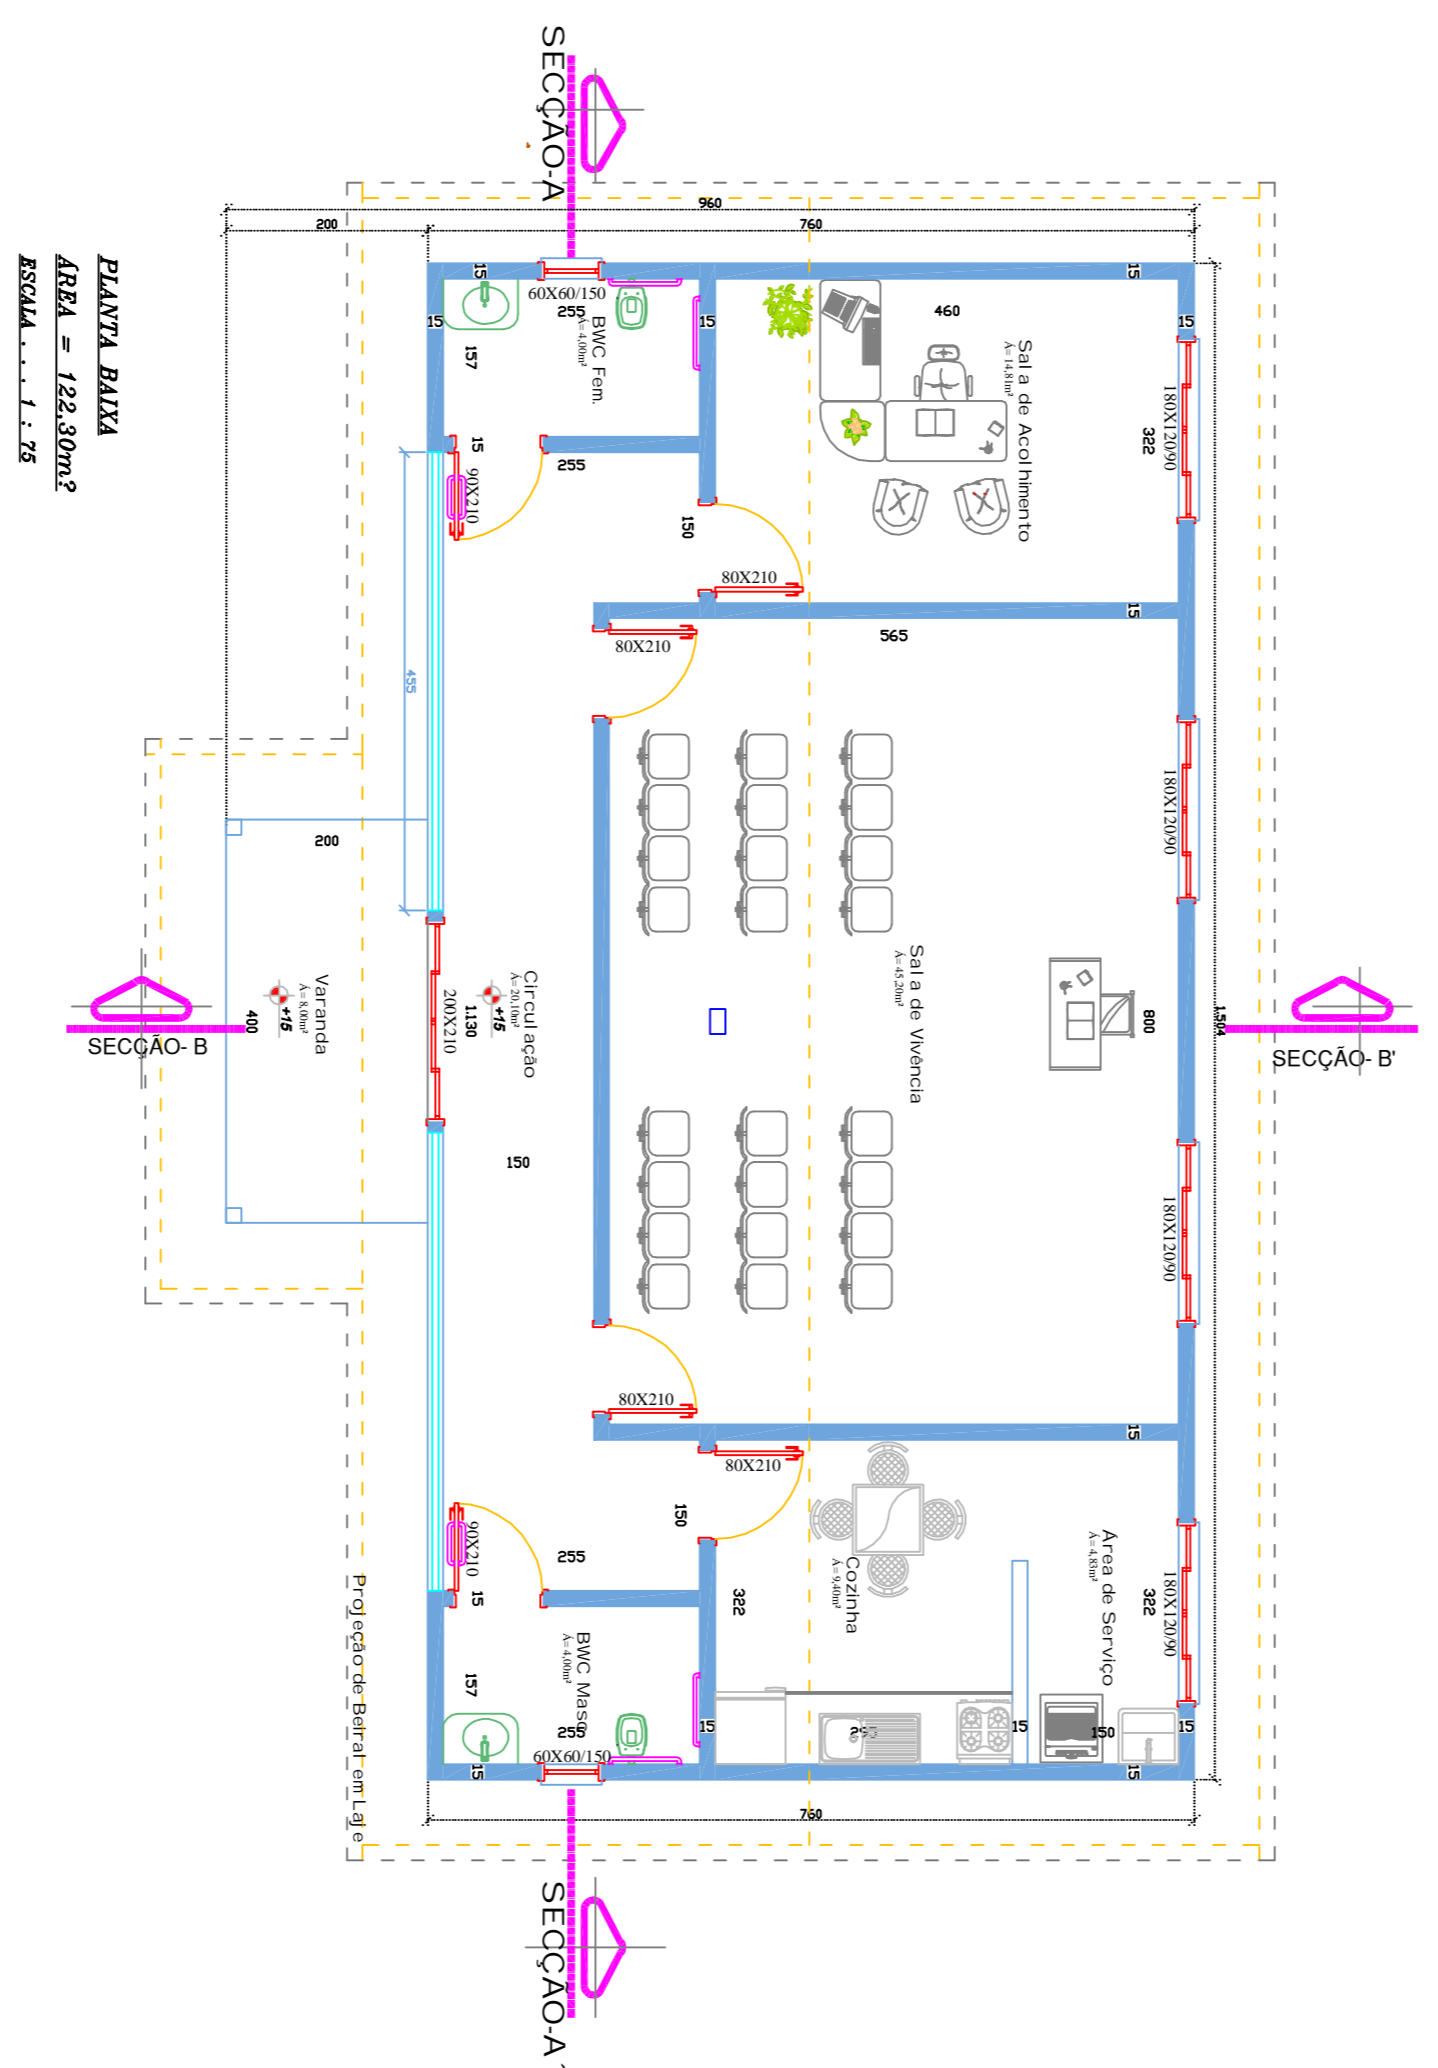 SECÇÃO-A
960
200
760
15
15
60X60/150
255
15
157
BWC Fem.
Á= 4,00m²
15
460
15
Sala de Acolhimento
Á= 14,81m²
180X120/90
322
PLANTA BAIXA
ÁREA = 122,30m?
ESCALA . . . 1 : 75
15
255
90X210
150
80X210
15
80X210
565
455
180X120/90
200
Sala de Vivência
Á= 45,20m²
Circulação
Á= 20,10m²
+15
1130
200X210
Varanda
Á= 8,00m²
+15
400
SECÇÃO- B
800
1504
SECÇÃO- B'
150
180X120/90
80X210
15
80X210
150
90X210
255
15
Cozinha
Á= 9,40m²
322
Área de Serviço
Á= 4,83m²
180X120/90
322
Projeção de Beiral em Laje
157
BWC Masc
Á= 4,00m²
255
60X60/150
15
15
295
15
150
15
15
760
SECÇÃO-A